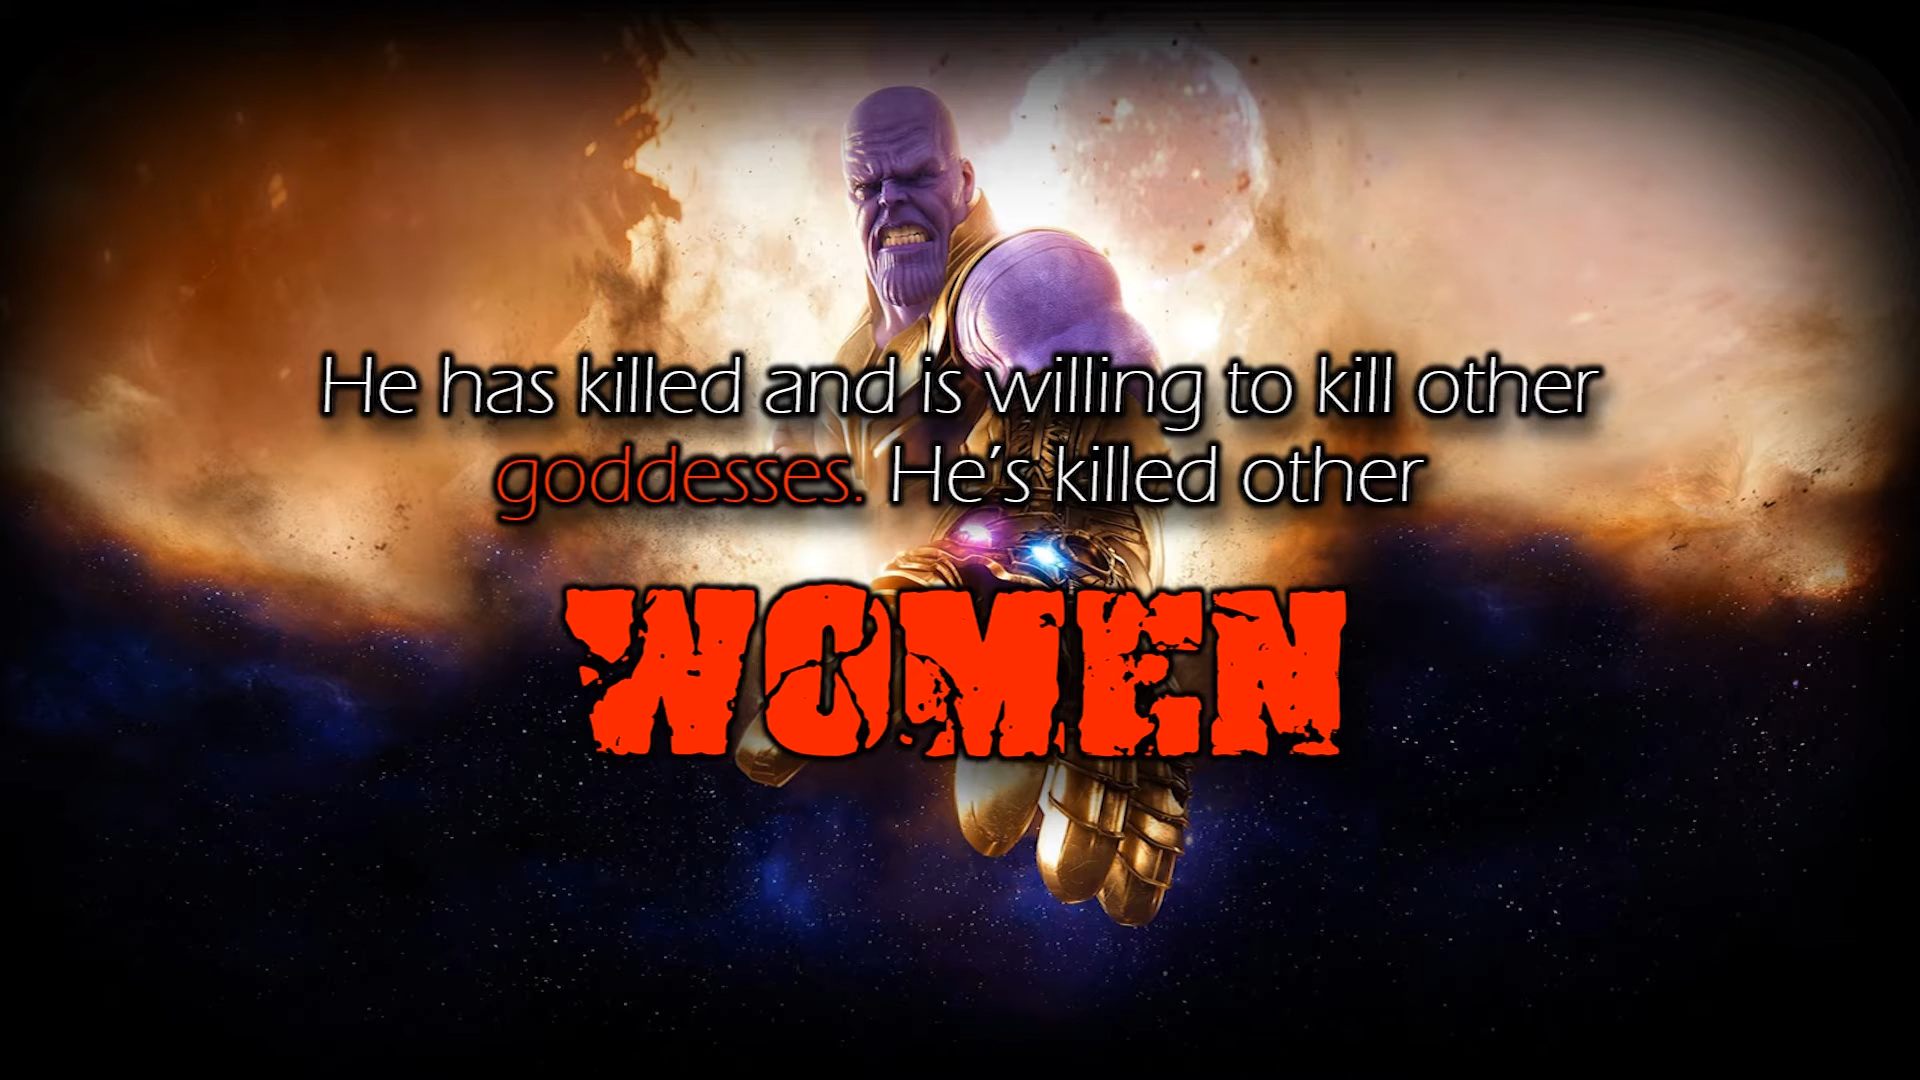 He has killed and is willing to kill other
goddesses. He's killed other
WOMEN